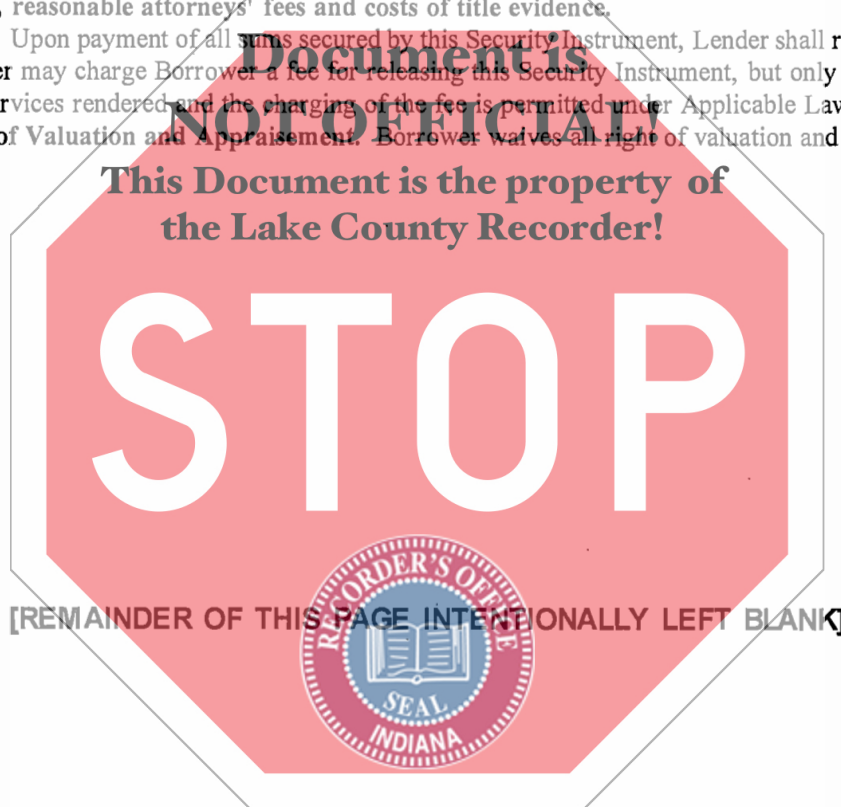 , reasonable attorneys' fees and costs of title evidence.
Upon payment of all sums secured by this Security Instrument, Lender shall r
er may charge Borrower a fee for releasing this Security Instrument, but only
rvices rendered and the charging of the fee is permitted under Applicable Law
of Valuation and Appraisement. Borrower waives all right of valuation and
Document is
NOT OFFICIAL!
This Document is the property of
the Lake County Recorder!
STOP
[REMAINDER OF THIS PAGE INTENTIONALLY LEFT BLANK]
RECORDER'S OFFICE
SEAL
INDIANA